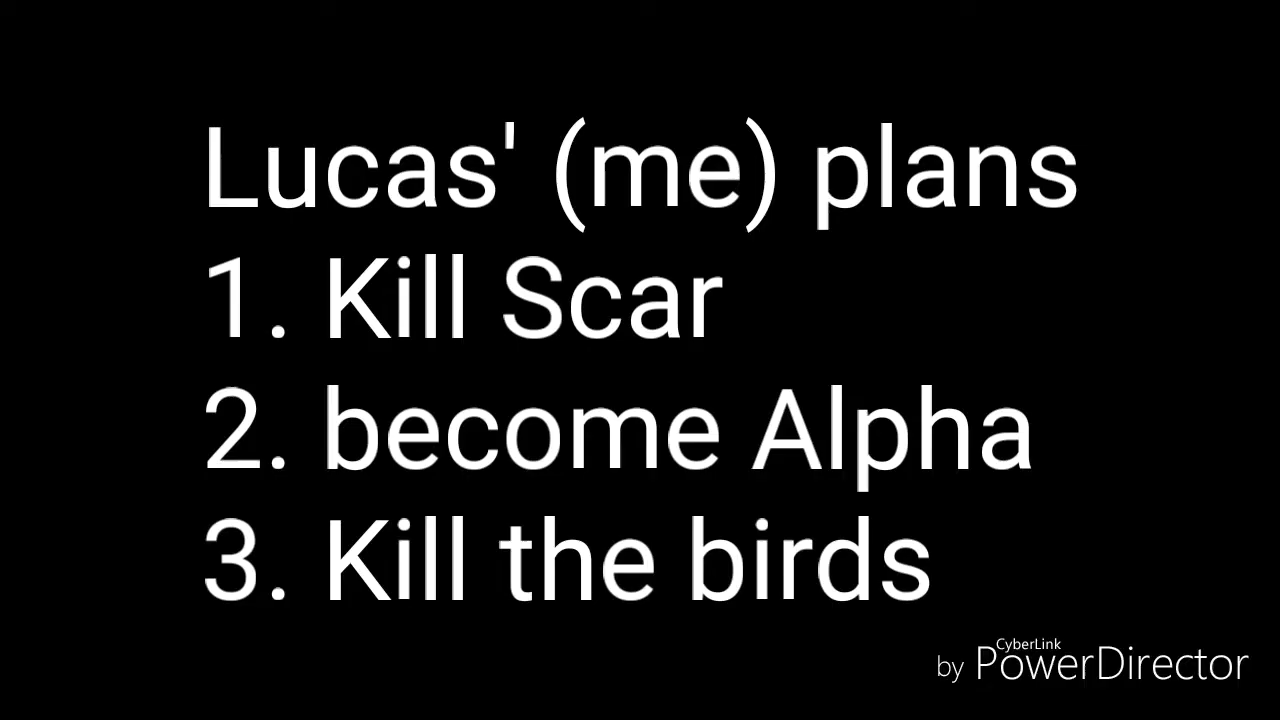 Lucas' (me) plans
1. Kill Scar
2. become Alpha
3. Kill the birds
CyberLink
by PowerDirector